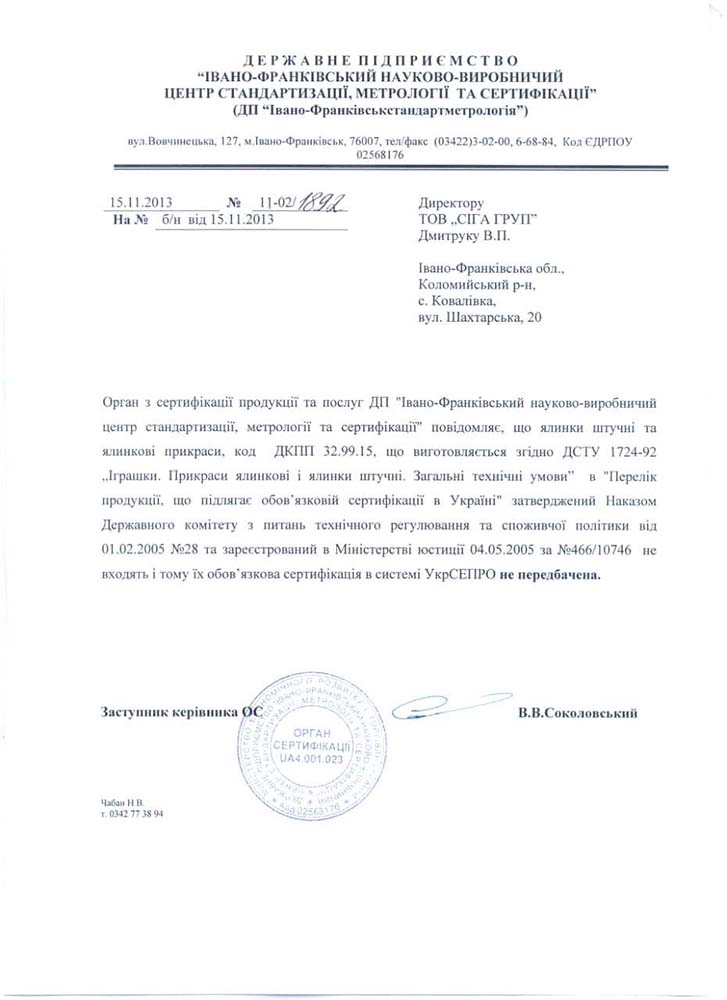 ДЕРЖАВНЕ ПІДПРИЄМСТВО
“ІВАНО-ФРАНКІВСЬКИЙ НАУКОВО-ВИРОБНИЧИЙ
ЦЕНТР СТАНДАРТИЗАЦІЇ, МЕТРОЛОГІЇ ТА СЕРТИФІКАЦІЇ”
(ДП “Івано-Франківськстандартметрологія”)
вул.Вовчинецька, 127, м.Івано-Франківськ, 76007, тел/факс (03422)3-02-00, 6-68-84, Код ЄДРПОУ
02568176
15.11.2013 № 11-02/1892
На № б/н від 15.11.2013
Директору
ТОВ „СІГА ГРУП”
Дмитруку В.П.
Івано-Франківська обл.,
Коломийський р-н,
с. Ковалівка,
вул. Шахтарська, 20
Орган з сертифікації продукції та послуг ДП "Івано-Франківський науково-виробничий
центр стандартизації, метрології та сертифікації" повідомляє, що ялинки штучні та
ялинкові прикраси, код ДКПП 32.99.15, що виготовляється згідно ДСТУ 1724-92
„Іграшки. Прикраси ялинкові і ялинки штучні. Загальні технічні умови” в "Перелік
продукції, що підлягає обов’язковій сертифікації в Україні" затверджений Наказом
Державного комітету з питань технічного регулювання та споживчої політики від
01.02.2005 №28 та зареєстрований в Міністерстві юстиції 04.05.2005 за №466/10746 не
входять і тому їх обов’язкова сертифікація в системі УкрСЕПРО не передбачена.
Заступник керівника ОС
В.В.Соколовський
ОРГАН
СЕРТИФІКАЦІЇ
UA4.001.023
Код 02568176
Чабан Н.В.
т. 0342 77 38 94